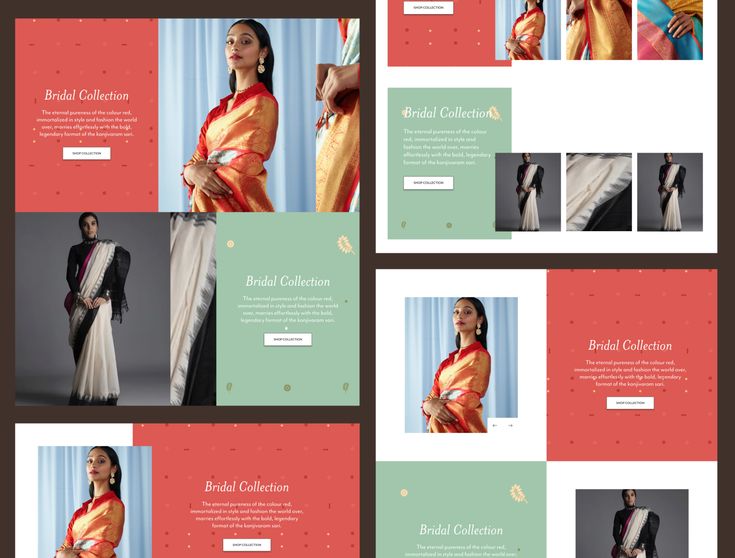 Bridal Collection
The eternal pureness of the colour red,
immortalized in style and fashion the world
over, marries effortlessly with the bold,
legendary format of the kanjivaram sari.
SHOP COLLECTION
Bridal Collection
The eternal pureness of the colour red,
immortalized in style and fashion the world
over, marries effortlessly with the bold,
legendary format of the kanjivaram sari.
SHOP COLLECTION
Bridal Collection
The eternal pureness of the colour red,
immortalized in style and fashion the world over,
marries effortlessly with the bold, legendary
format of the kanjivaram sari.
SHOP COLLECTION
SHOP COLLECTION
Bridal Collection
The eternal pureness of the colour
red, immortalized in style and
fashion the world over, marries
effortlessly with the bold, legendary
format of the kanjivaram sari.
SHOP COLLECTION
Bridal Collection
The eternal pureness of the colour red,
immortalized in style and fashion the world over,
marries effortlessly with the bold, legendary
format of the kanjivaram sari.
SHOP COLLECTION
Bridal Collection
The eternal pureness of the colour red,
immortalized in style and fashion the world over,